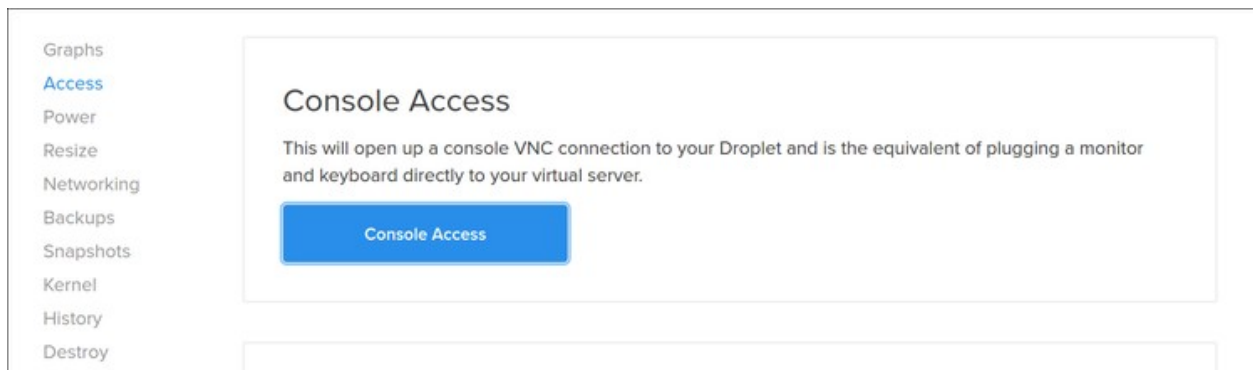 Graphs
Access
Power
Resize
Networking
Backups
Snapshots
Kernel
History
Destroy
Console Access
This will open up a console VNC connection to your Droplet and is the equivalent of plugging a monitor
and keyboard directly to your virtual server.
Console Access